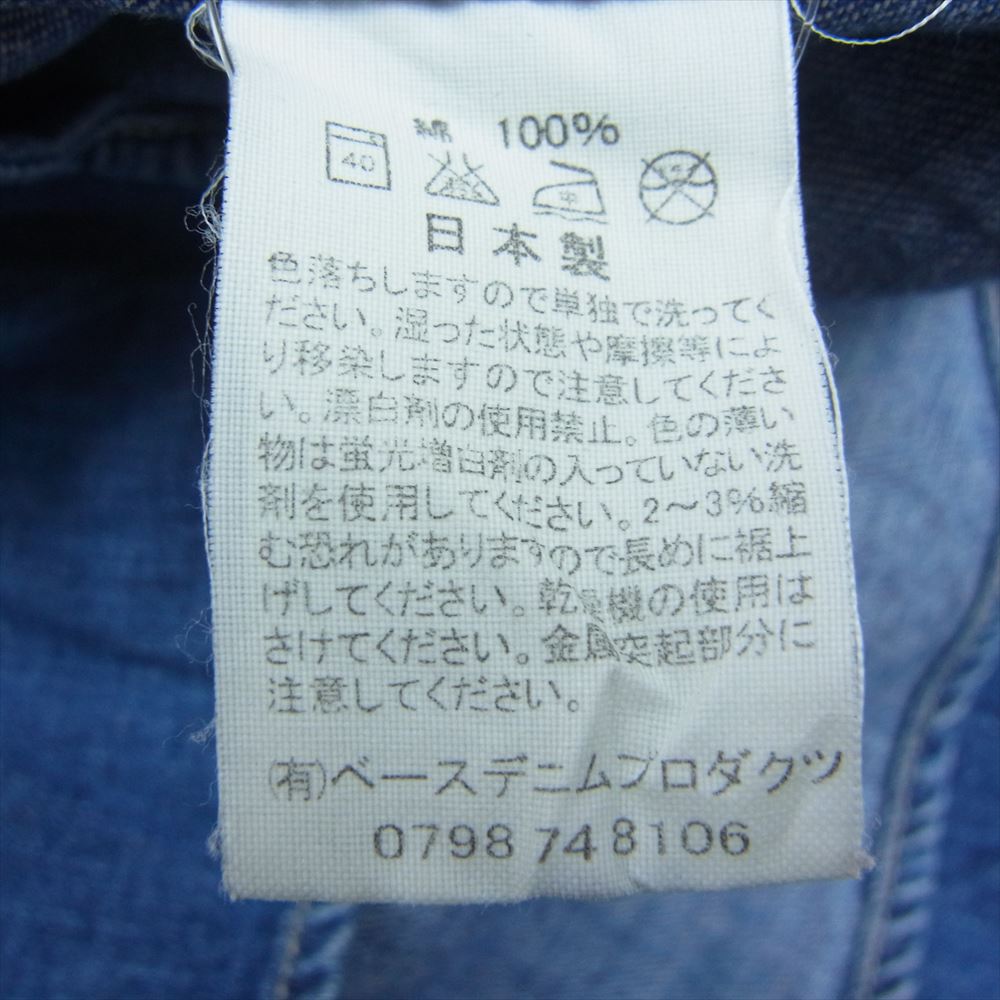 綿 100%
40
日本製
色落ちしますので単独で洗ってく
ださい。湿った状態や摩擦等によ
り移染しますので注意してくださ
い。漂白剤の使用禁止。色の薄い
物は蛍光増白剤の入っていない洗
剤を使用してください。2〜3%縮
む恐れがありますので長めに裾上
げしてください。乾燥機の使用は
さけてください。金属突起部分に
注意してください。
(有)ベースデニムプロダクツ
0798 74 8106